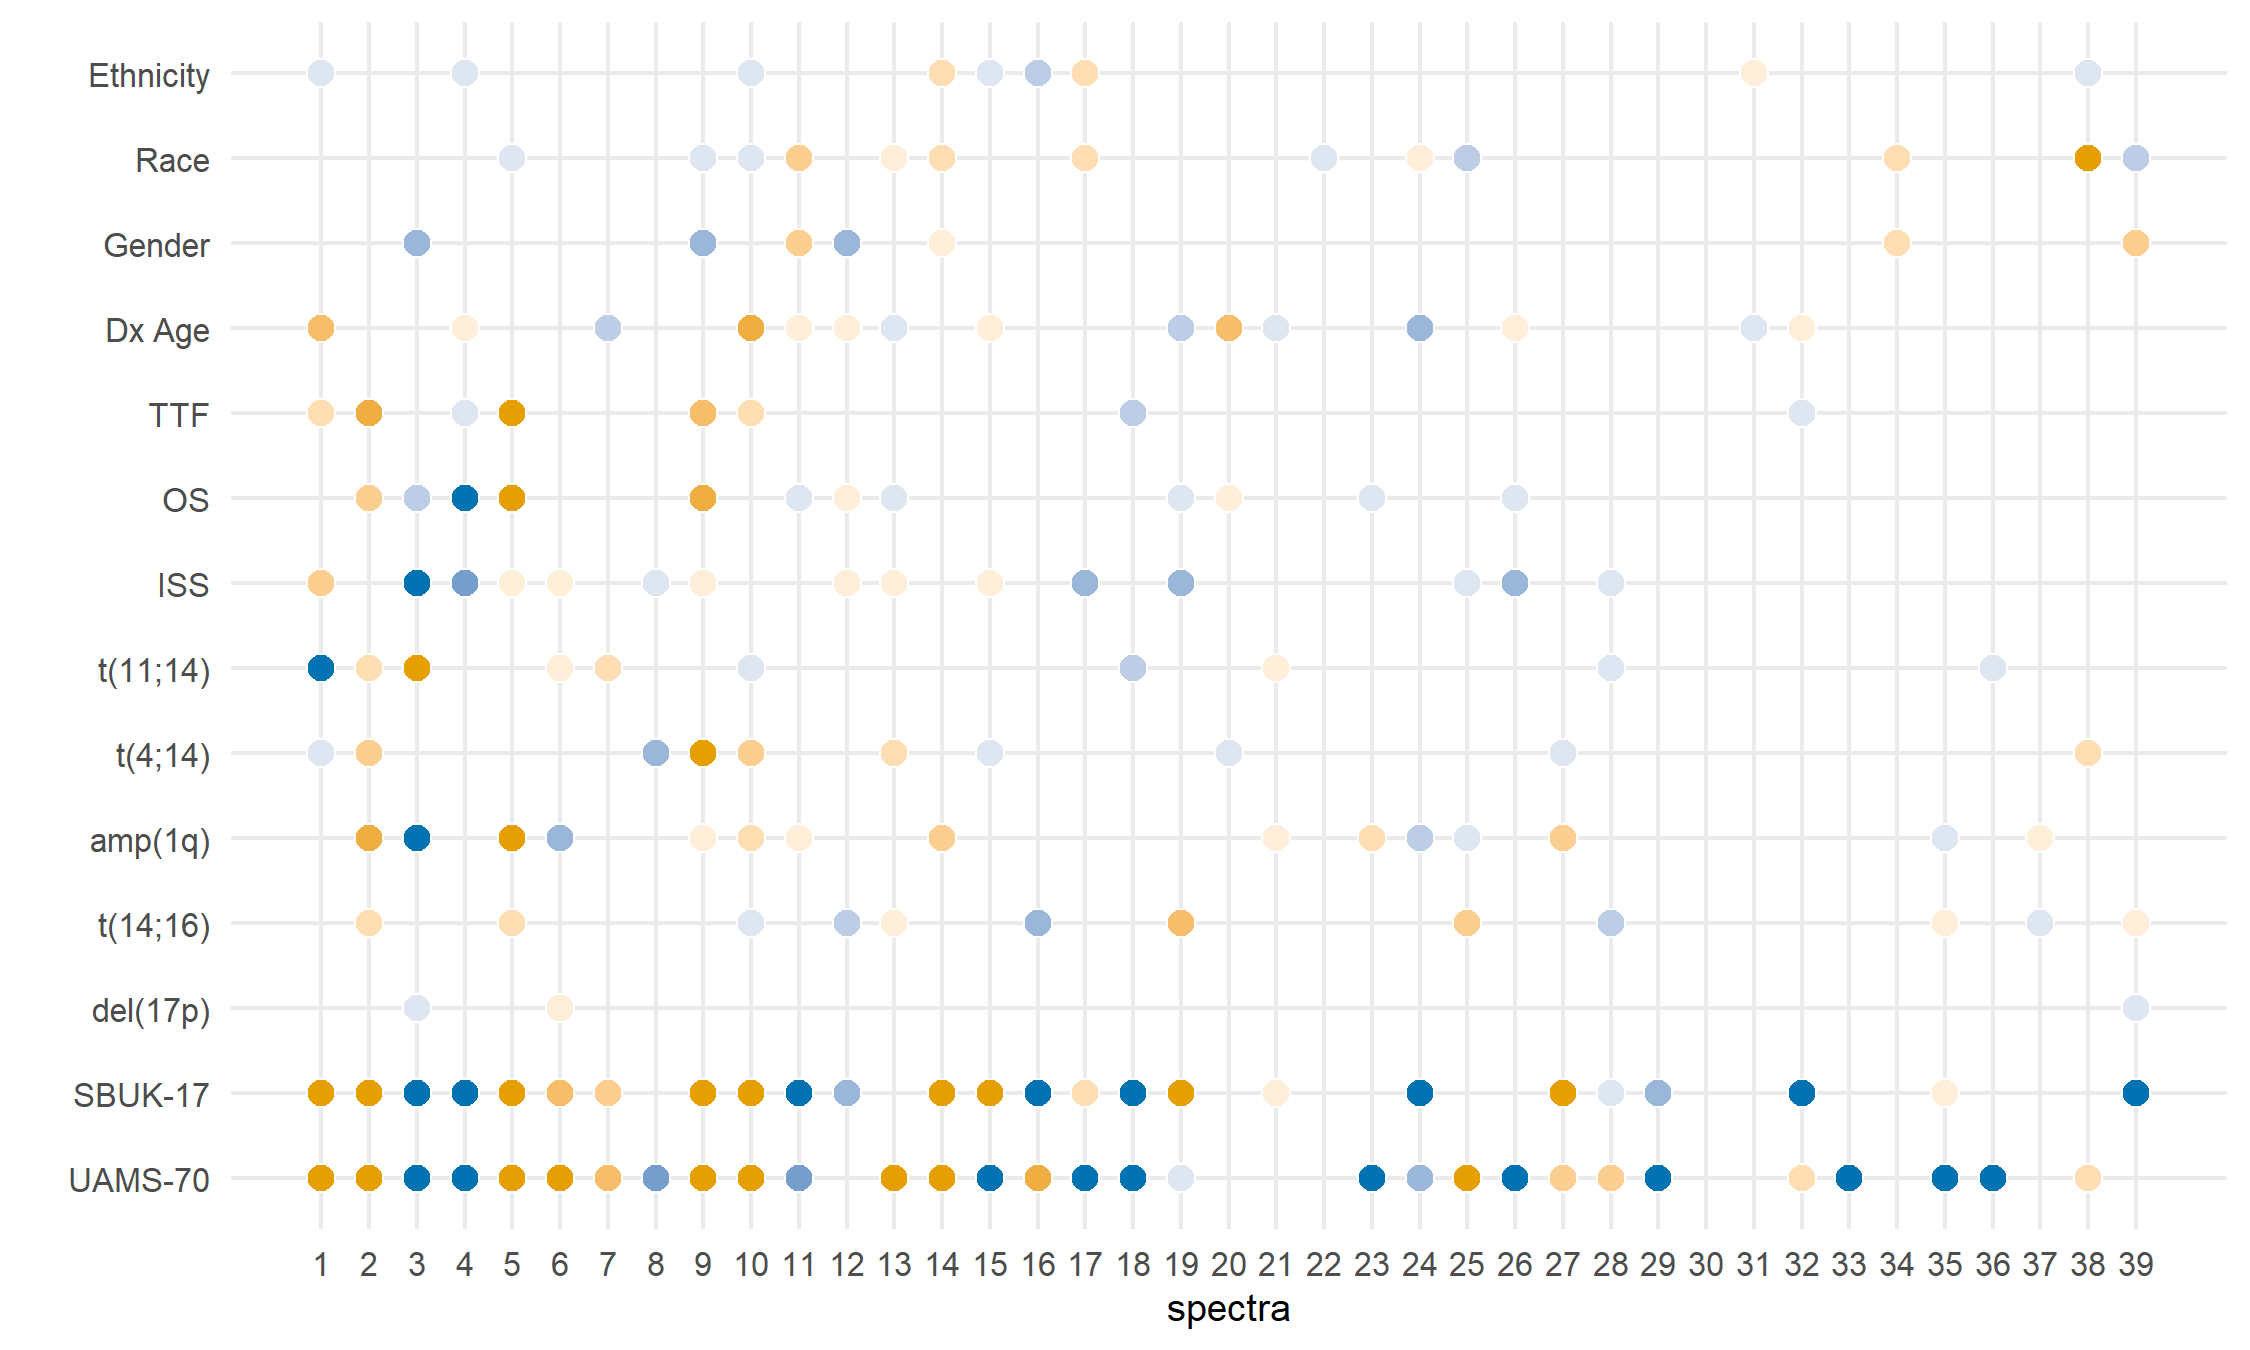 Ethnicity
Race
Gender
Dx Age
TTF
OS
ISS
t(11;14)
t(4;14)
amp(1q)
t(14;16)
del(17p)
SBUK-17
UAMS-70
1 2 3 4 5 6 7 8 9 10 11 12 13 14 15 16 17 18 19 20 21 22 23 24 25 26 27 28 29 30 31 32 33 34 35 36 37 38 39
spectra